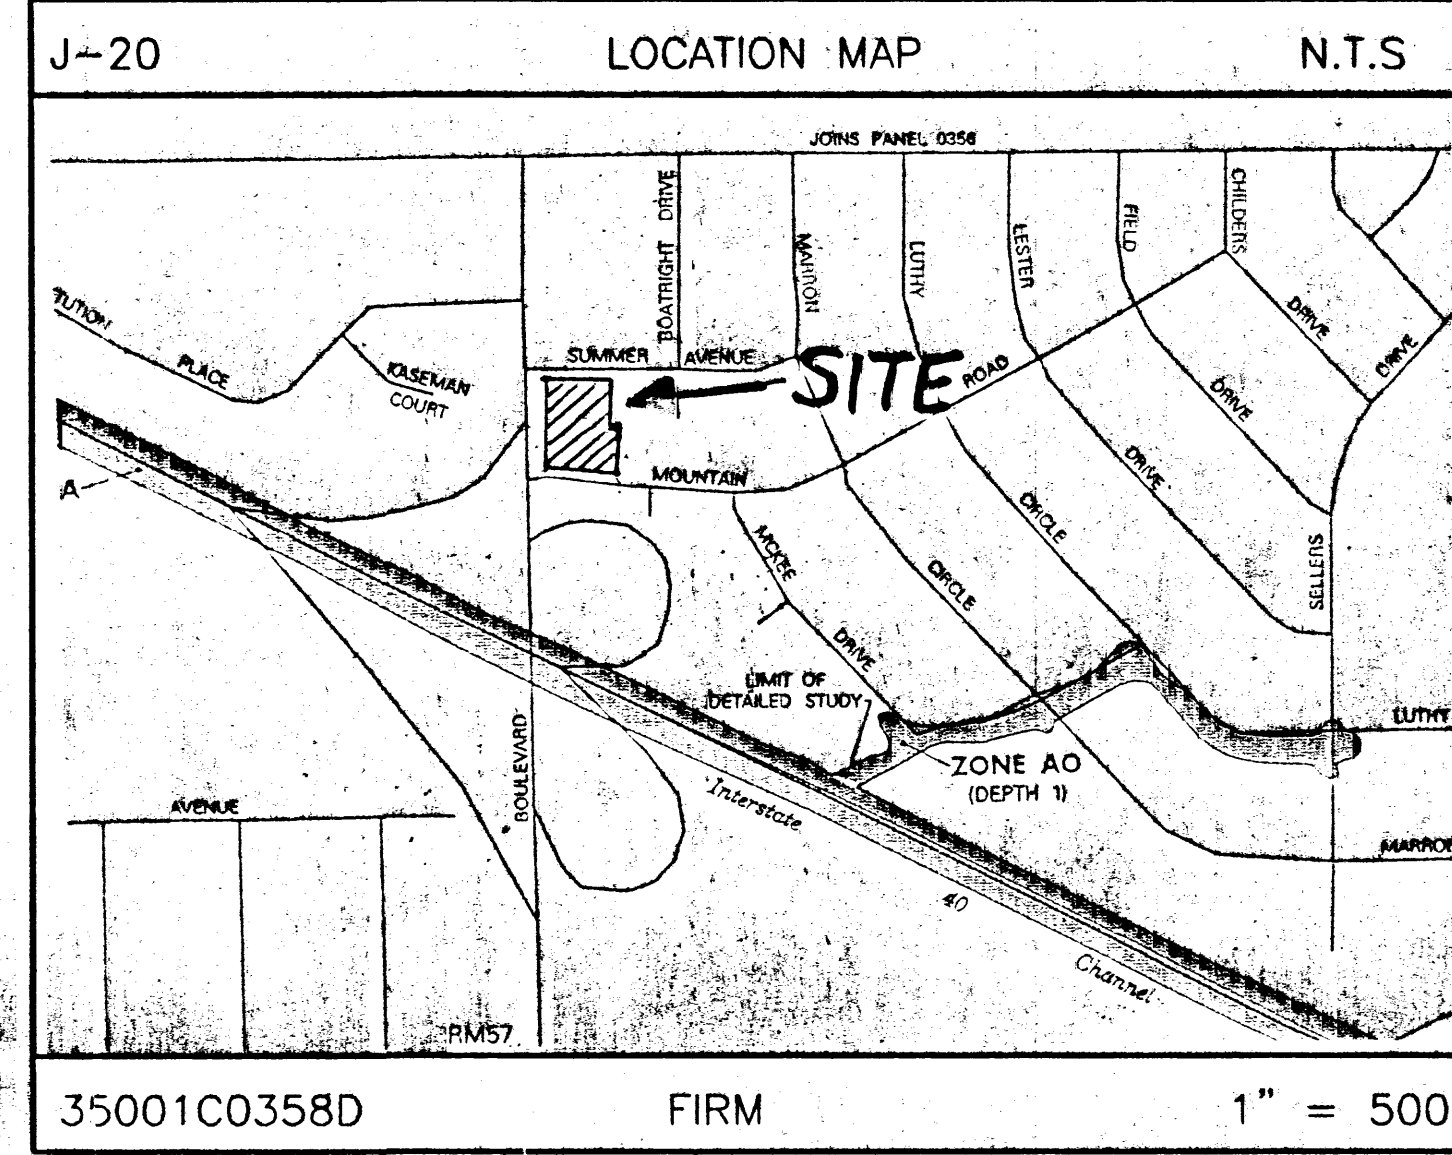 J-20 LOCATION MAP N.T.S
JOINS PANEL 0356
BOATRIGHT DRIVE
MARRON
LUTHY
LESTER
FIELD
CHILDERS
TUTION
PLACE
KASEMAN
COURT
SUMMER AVENUE
SITE
ROAD
DRIVE
DRIVE
DRIVE
DRIVE
MOUNTAIN
A
CIRCLE
CIRCLE
MCKEE
DRIVE
SELLERS
LIMIT OF
DETAILED STUDY
LUTHY
BOULEVARD
ZONE AO
(DEPTH 1)
Interstate
40
Channel
AVENUE
RM57
35001C0358D FIRM 1" = 500